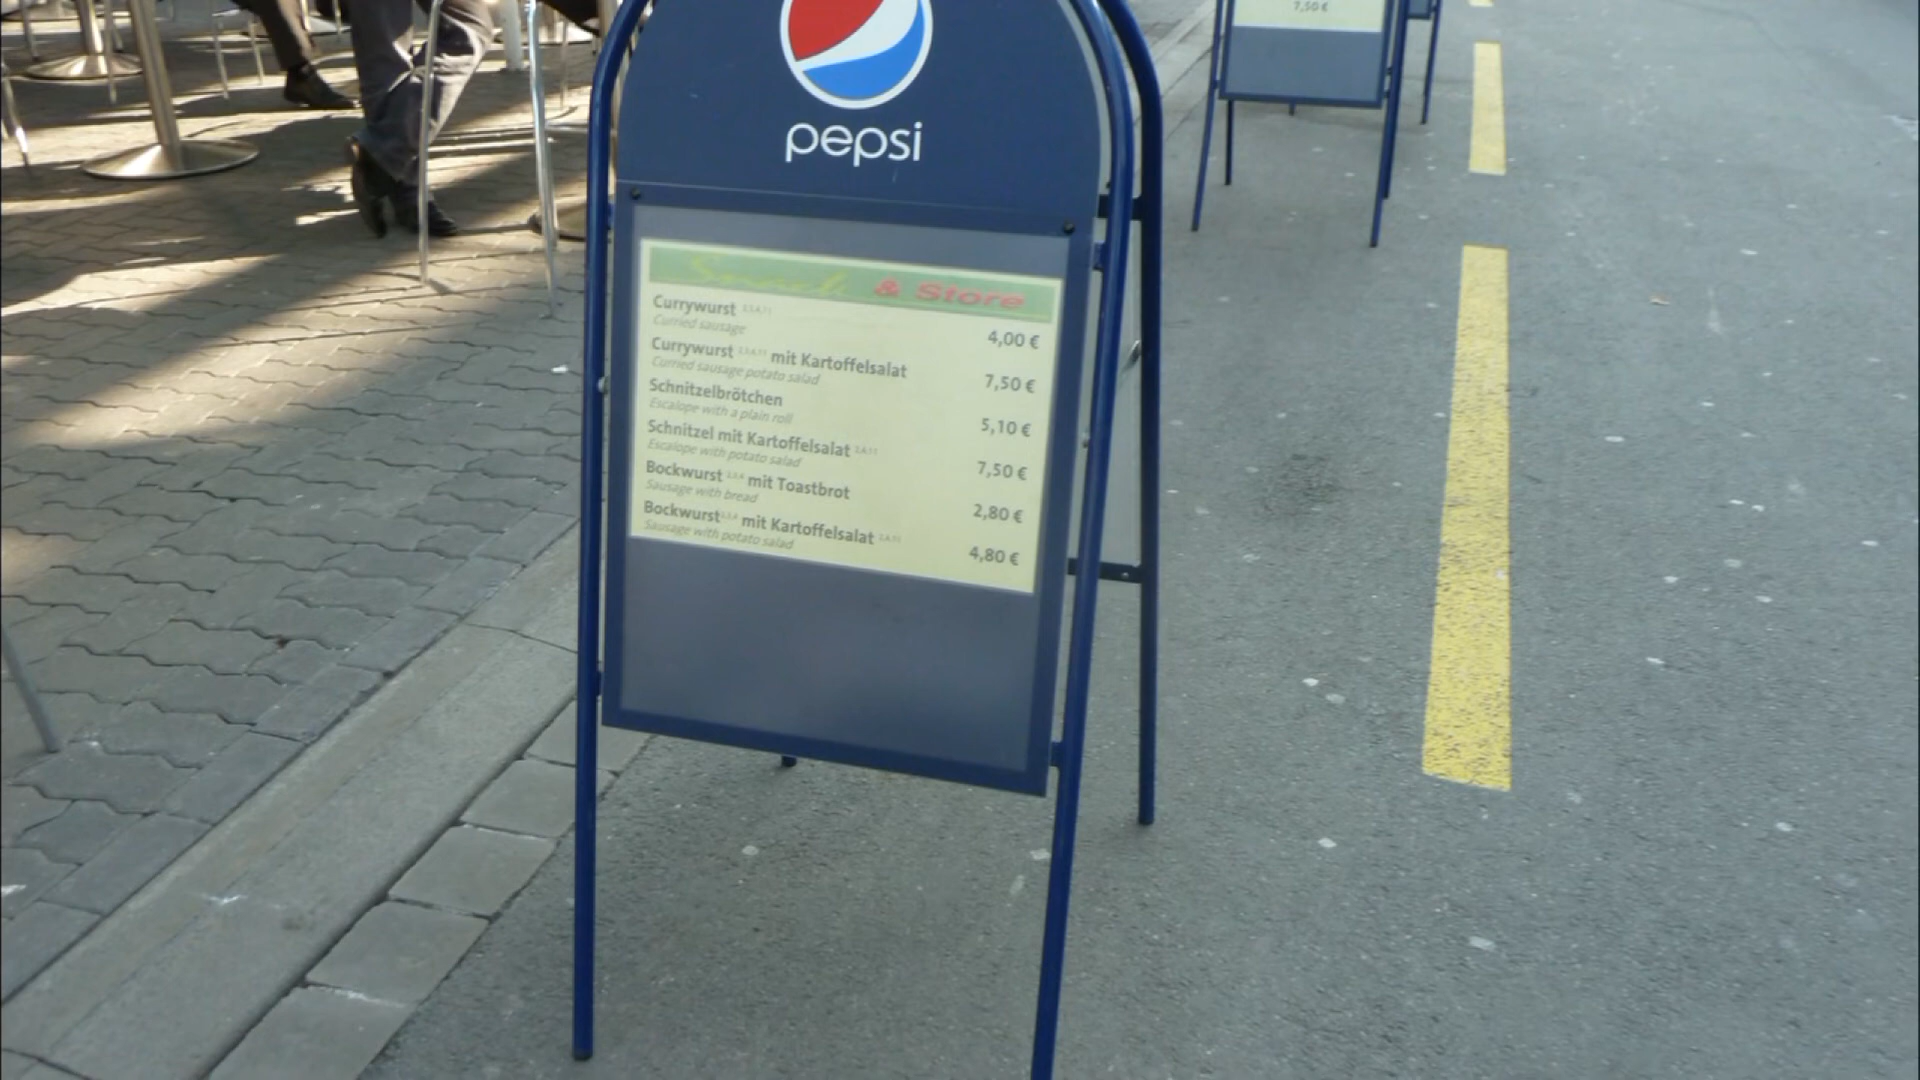 7,50 €
pepsi
Snack & Store
Currywurst 4,00 €
Curried sausage
Currywurst mit Kartoffelsalat 7,50 €
Curried sausage potato salad
Schnitzelbrötchen 5,10 €
Escalope with a plain roll
Schnitzel mit Kartoffelsalat 7,50 €
Escalope with potato salad
Bockwurst mit Toastbrot 2,80 €
Sausage with bread
Bockwurst mit Kartoffelsalat 4,80 €
Sausage with potato salad